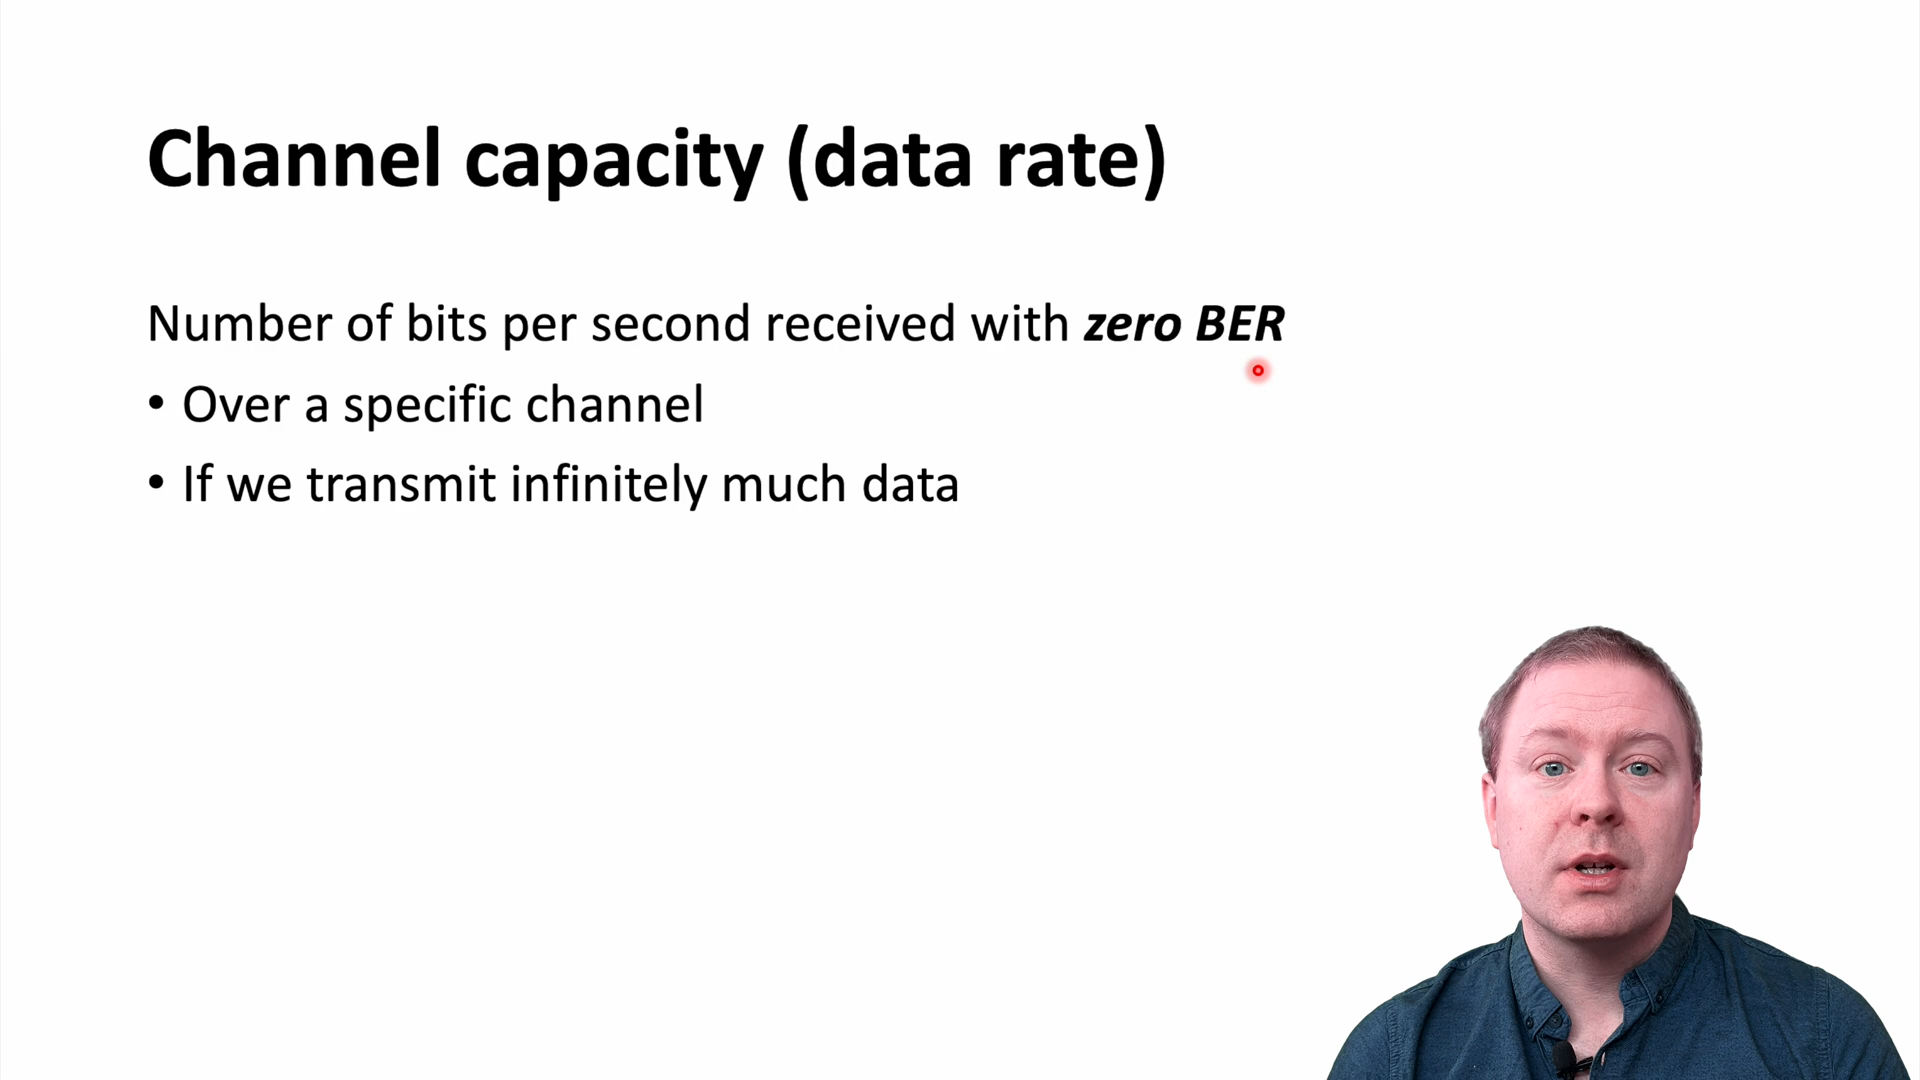 Channel capacity (data rate)
Number of bits per second received with zero BER
• Over a specific channel
• If we transmit infinitely much data